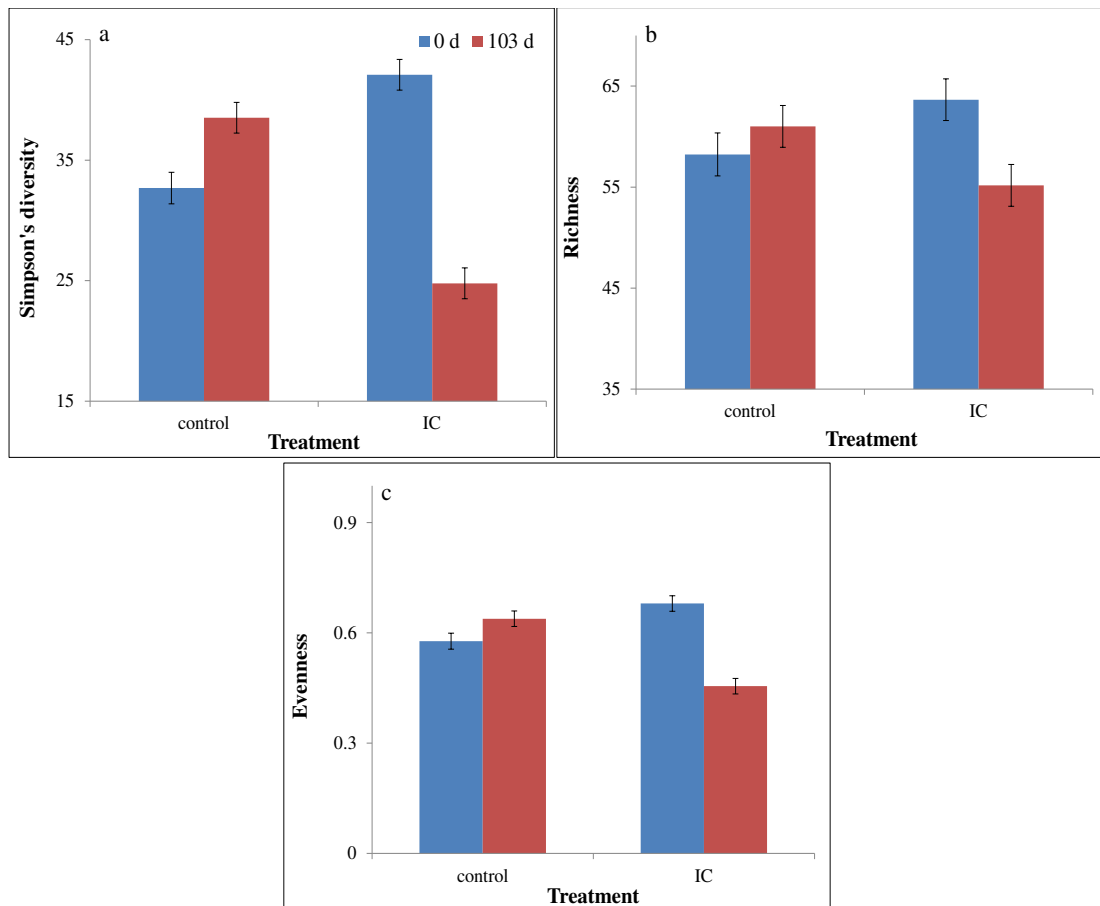 a
0 d 103 d
45
35
25
15
Simpson's diversity
control IC
Treatment
b
65
55
45
35
Richness
control IC
Treatment
c
0.9
0.6
0.3
0
Evenness
control IC
Treatment